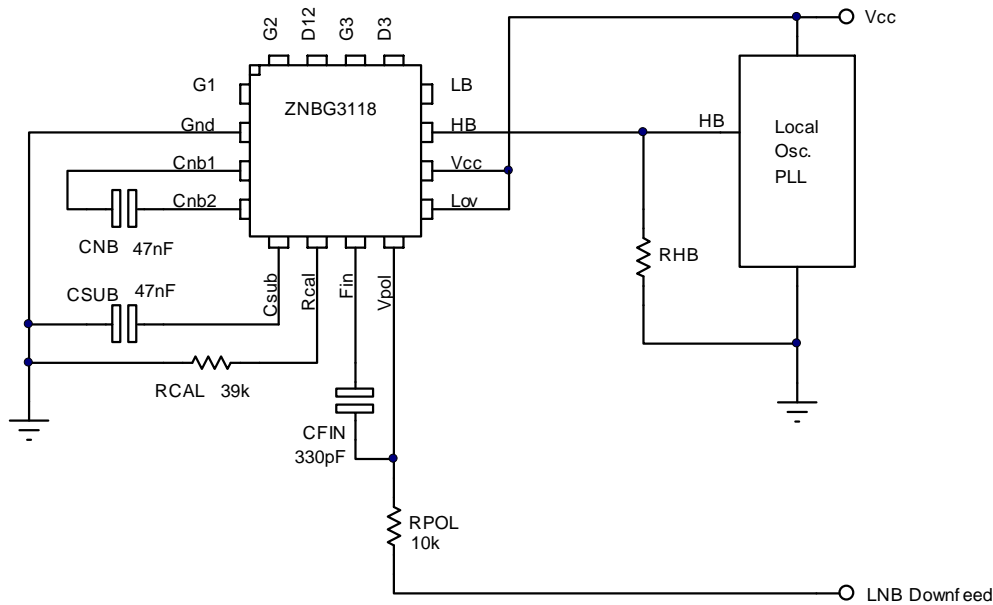 G2 D12 G3 D3
Vcc
G1
ZNBG3118
LB
Gnd
HB
HB
Local
Osc.
PLL
Cnb1
Vcc
Cnb2
Lov
CNB 47nF
RHB
CSUB 47nF
Csub Rcal Fin Vpol
RCAL 39k
CFIN
330pF
RPOL
10k
LNB Downfeed